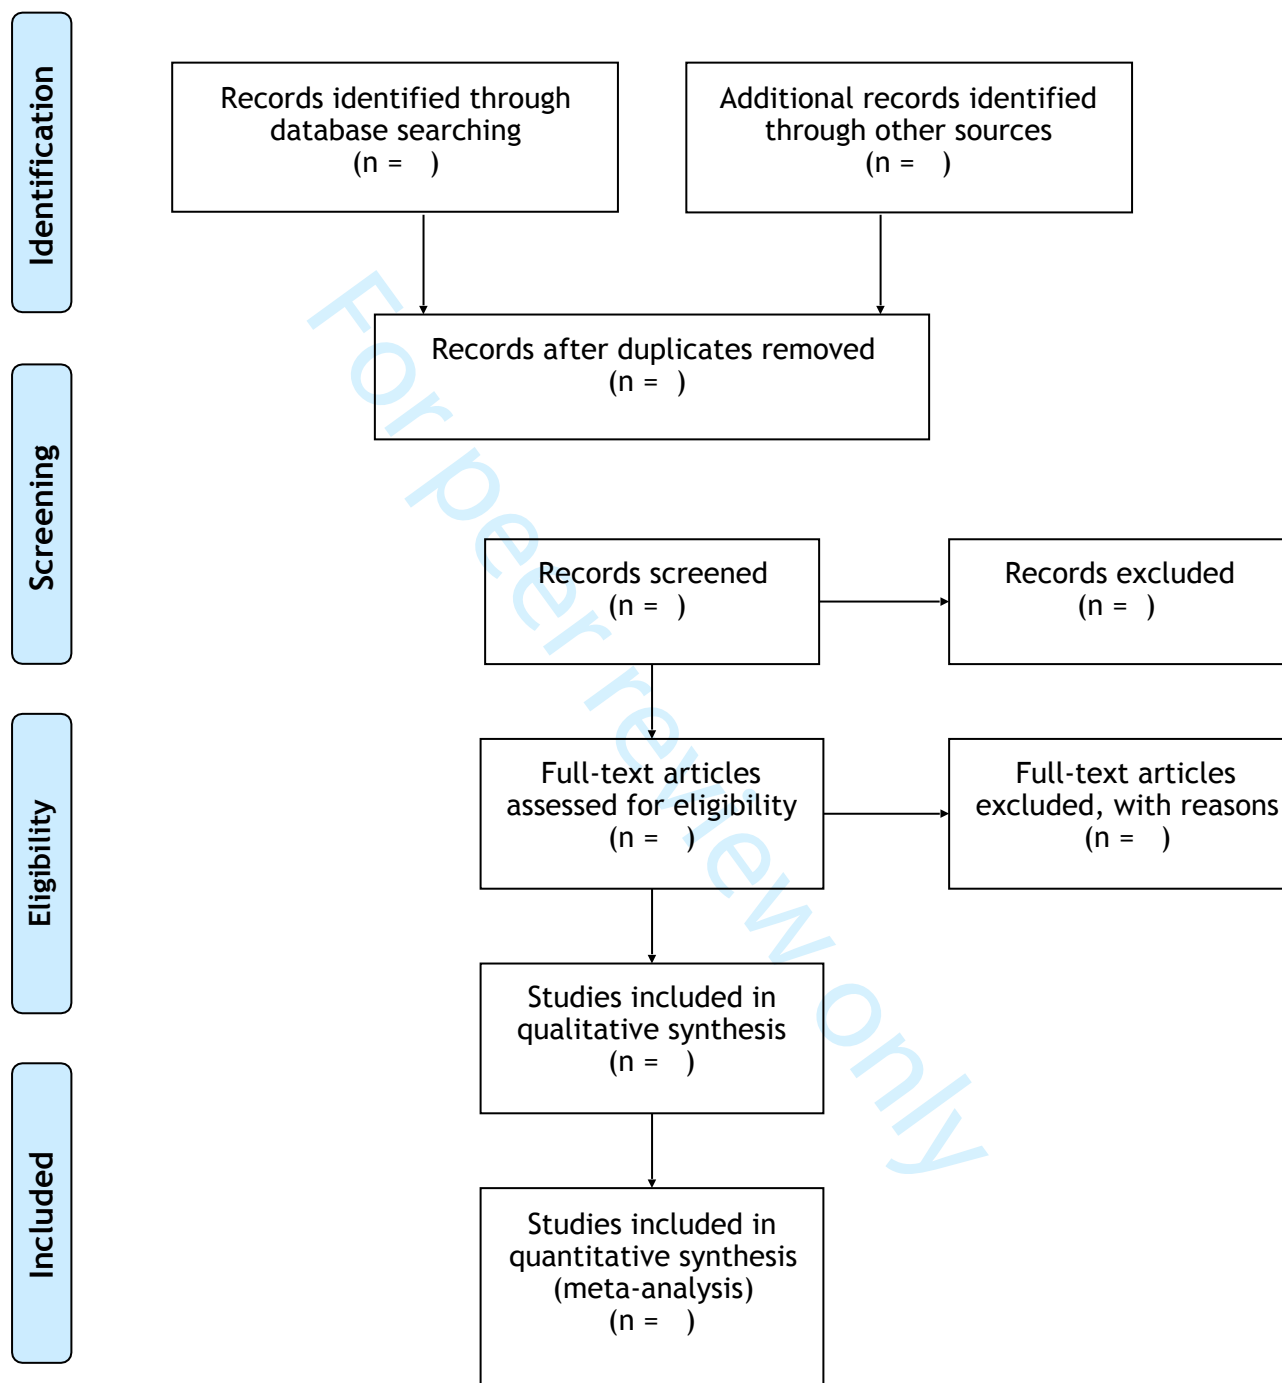 Identification
Records identified through
database searching
(n =   )
Additional records identified
through other sources
(n =   )
Records after duplicates removed
(n =  )
Screening
Records screened
(n =  )
Records excluded
(n =  )
Eligibility
Full-text articles
assessed for eligibility
(n =   )
Full-text articles
excluded, with reasons
(n =   )
Studies included in
qualitative synthesis
(n =   )
Included
Studies included in
quantitative synthesis
(meta-analysis)
(n =   )
For peer review only